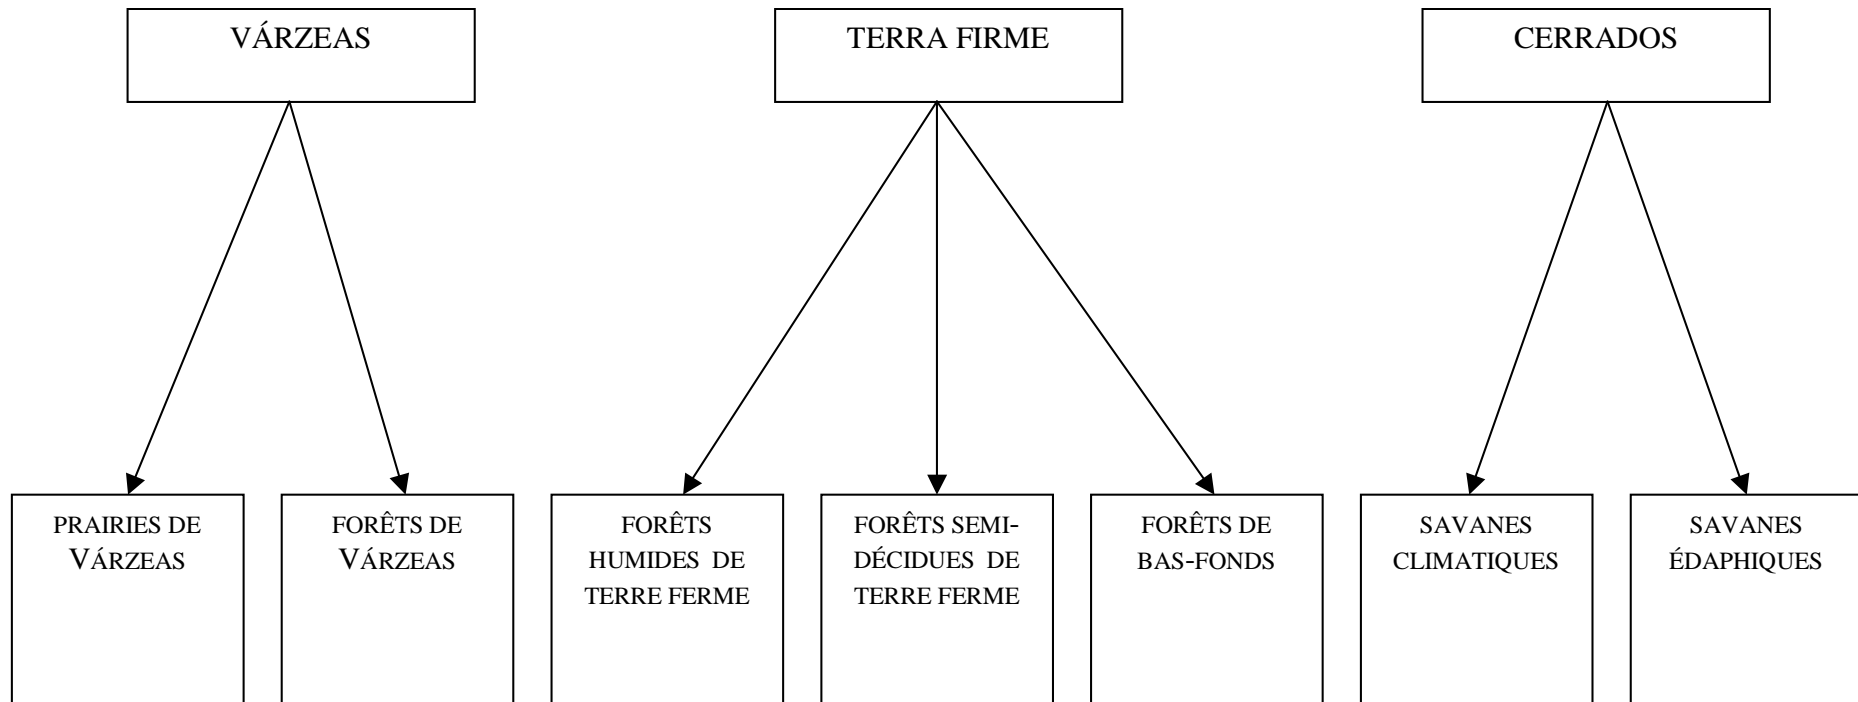 VÁRZEAS
TERRA FIRME
CERRADOS
PRAIRIES DE
VÁRZEAS
FORÊTS DE
VÁRZEAS
FORÊTS
HUMIDES DE
TERRE FERME
FORÊTS SEMI-
DÉCIDUES DE
TERRE FERME
FORÊTS DE
BAS-FONDS
SAVANES
CLIMATIQUES
SAVANES
ÉDAPHIQUES